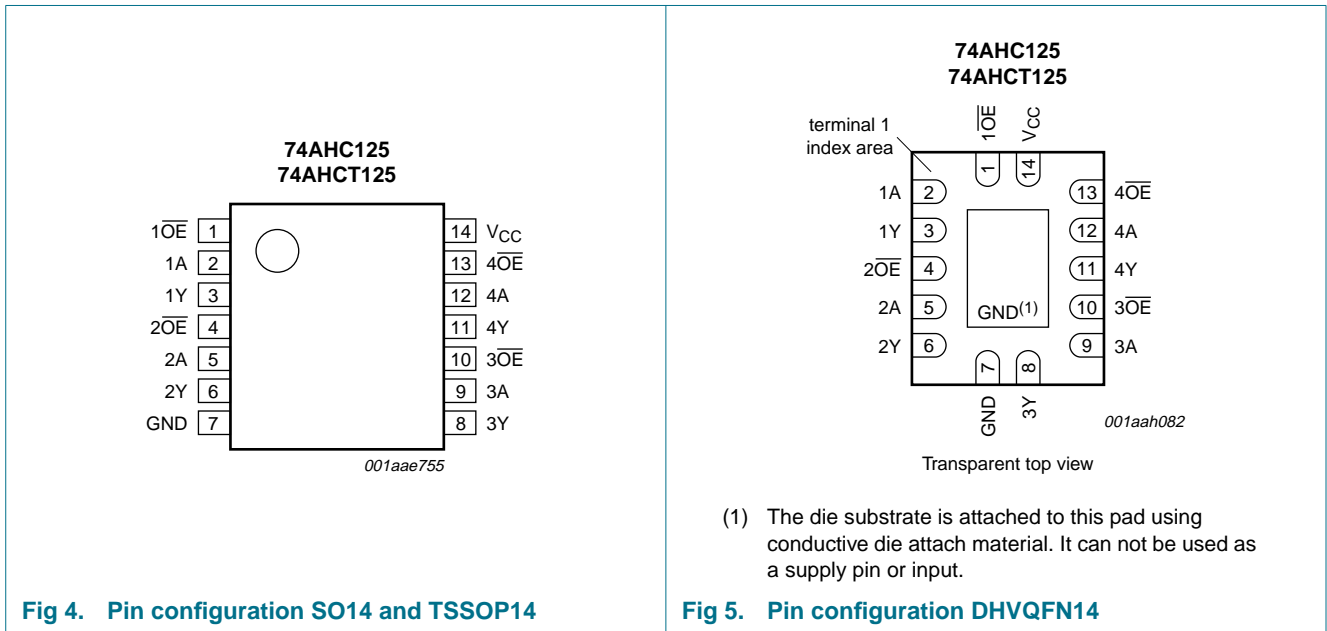 74AHC125
74AHCT125
1OE 1
1A 2
1Y 3
2OE 4
2A 5
2Y 6
GND 7
14 VCC
13 4OE
12 4A
11 4Y
10 3OE
9 3A
8 3Y
001aae755
Fig 4. Pin configuration SO14 and TSSOP14
74AHC125
74AHCT125
terminal 1
index area
1OE
VCC
1
14
1A 2
1Y 3
2OE 4
2A 5
2Y 6
13 4OE
12 4A
11 4Y
10 3OE
9 3A
GND(1)
7
8
GND
3Y
001aah082
Transparent top view
(1) The die substrate is attached to this pad using
conductive die attach material. It can not be used as
a supply pin or input.
Fig 5. Pin configuration DHVQFN14